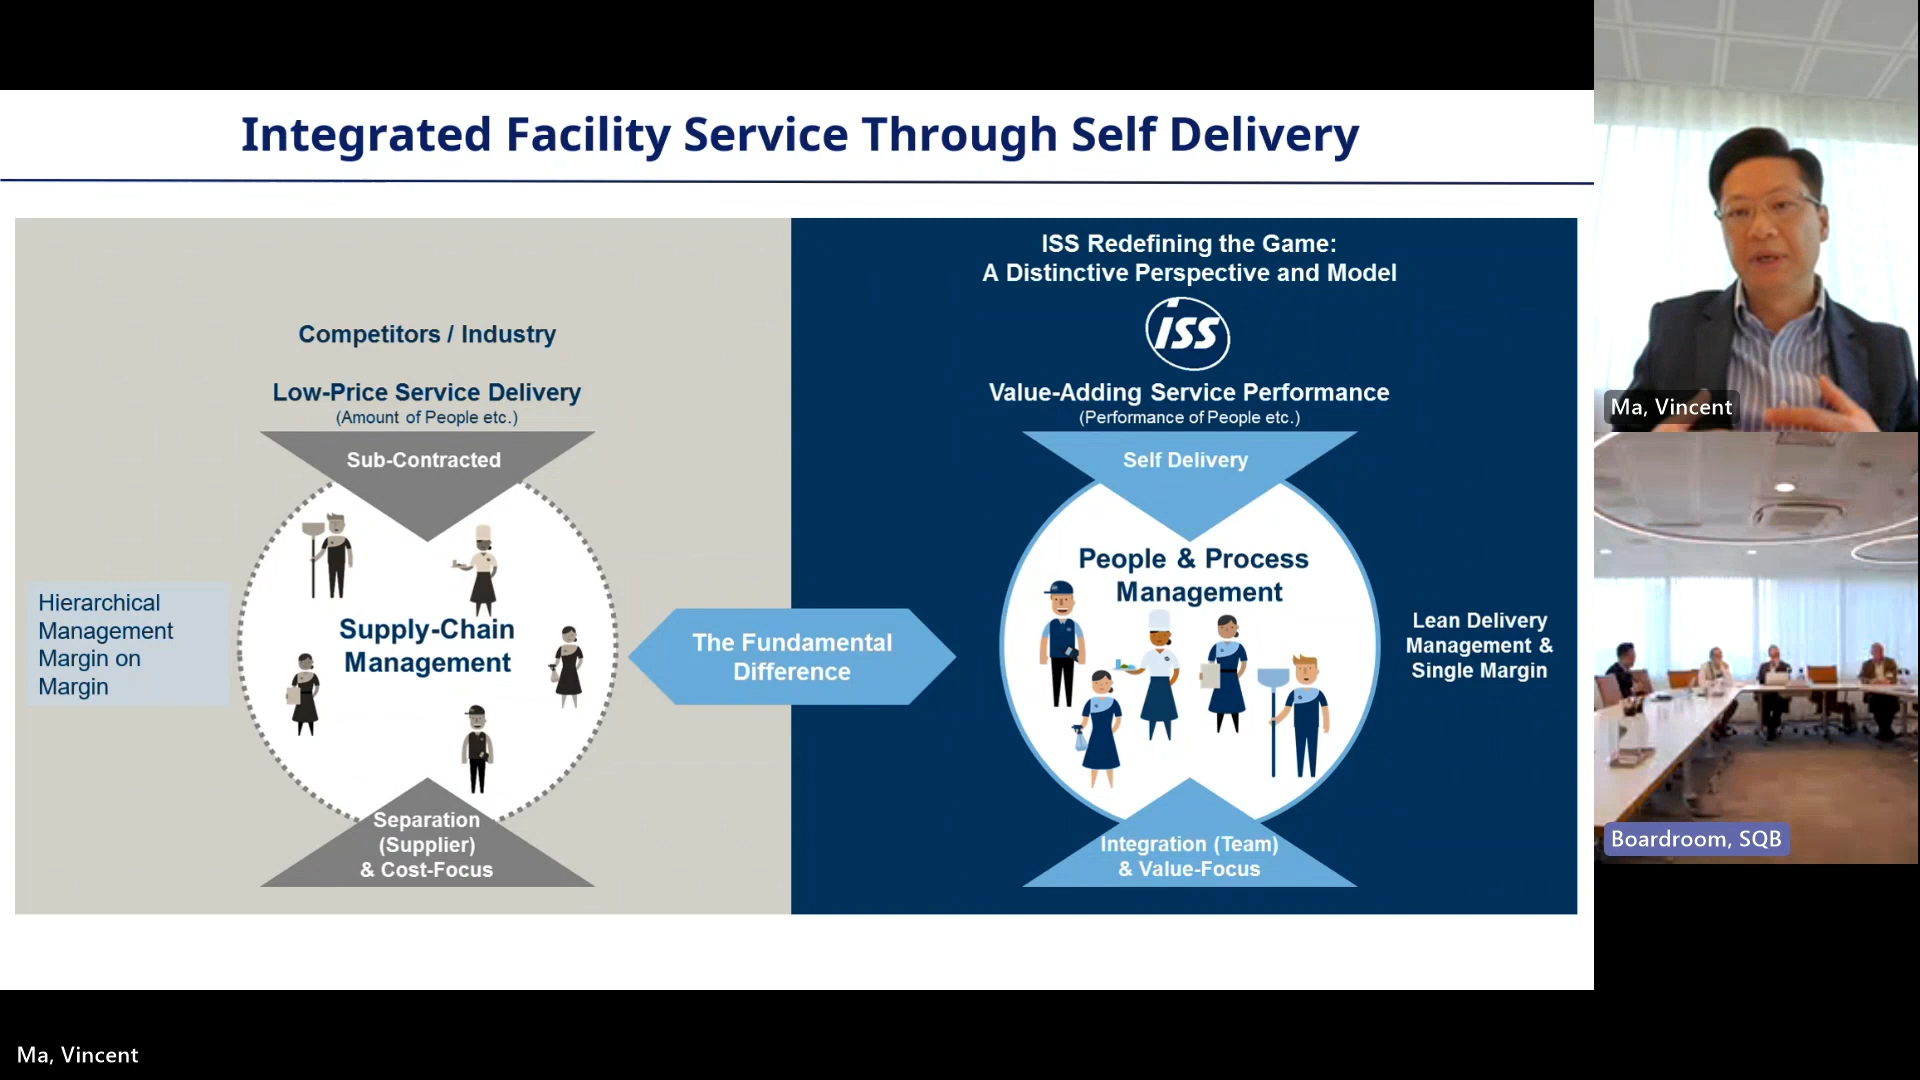 Integrated Facility Service Through Self Delivery
Competitors / Industry
Low-Price Service Delivery
(Amount of People etc.)
Sub-Contracted
Hierarchical
Management
Margin on
Margin
Supply-Chain
Management
Separation
(Supplier)
& Cost-Focus
The Fundamental
Difference
ISS Redefining the Game:
A Distinctive Perspective and Model
ISS
Value-Adding Service Performance
(Performance of People etc.)
Self Delivery
People & Process
Management
Lean Delivery
Management &
Single Margin
Integration (Team)
& Value-Focus
Ma, Vincent
Boardroom, SQB
Ma, Vincent